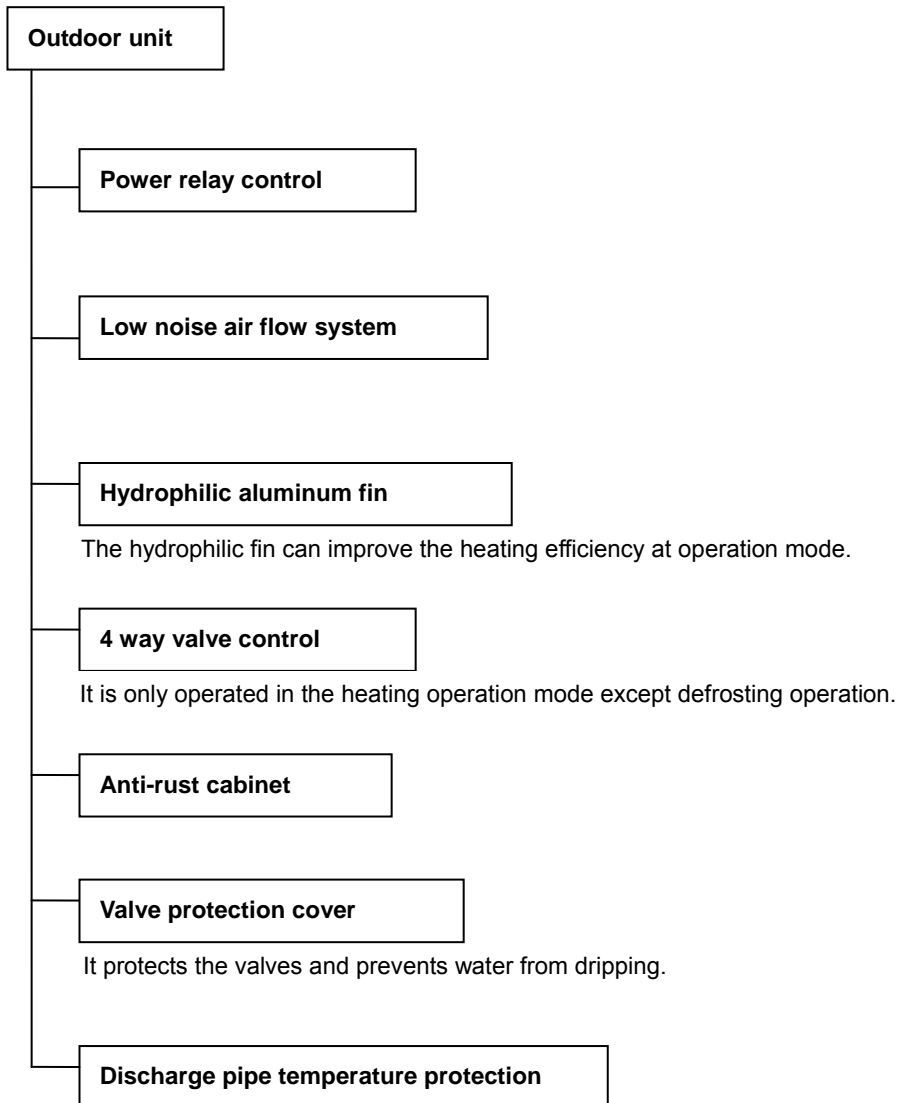 Outdoor unit
Power relay control
Low noise air flow system
Hydrophilic aluminum fin
The hydrophilic fin can improve the heating efficiency at operation mode.
4 way valve control
It is only operated in the heating operation mode except defrosting operation.
Anti-rust cabinet
Valve protection cover
It protects the valves and prevents water from dripping.
Discharge pipe temperature protection